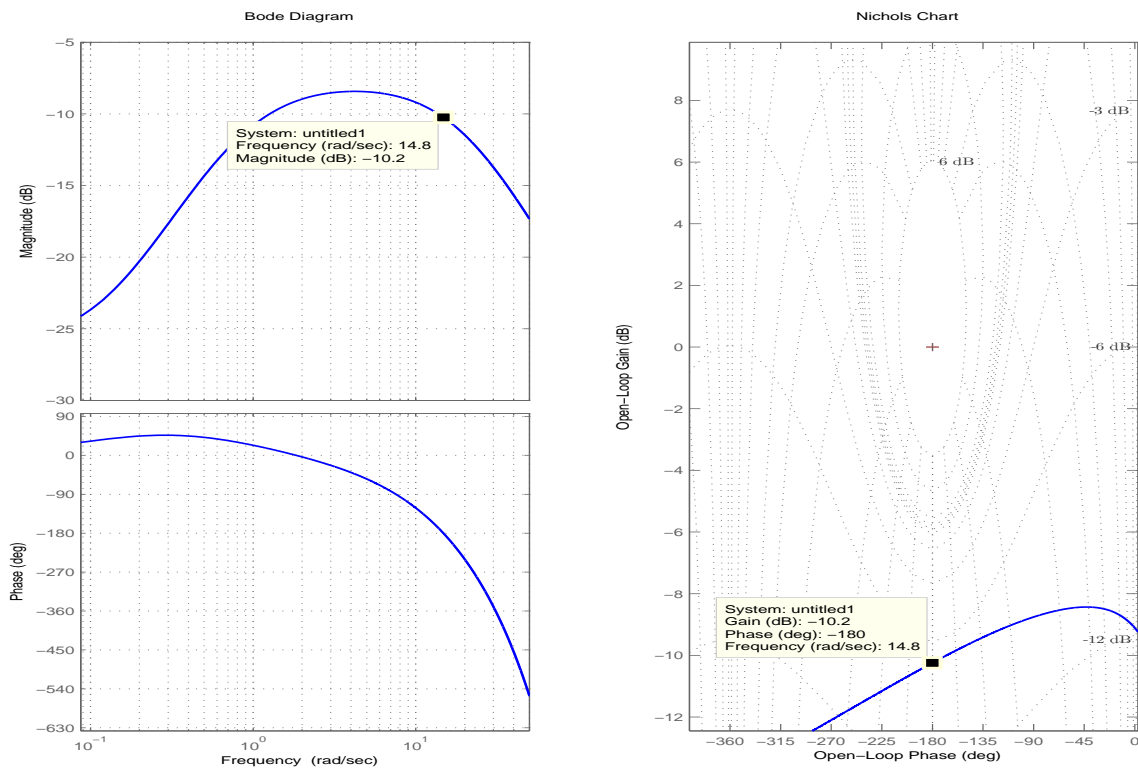 Bode Diagram
−5
−10
−15
−20
−25
−30
Magnitude (dB)
System: untitled1
Frequency (rad/sec): 14.8
Magnitude (dB): −10.2
90
0
−90
−180
−270
−360
−450
−540
−630
Phase (deg)
10−1
100
101
Frequency (rad/sec)
Nichols Chart
8
6
4
2
0
−2
−4
−6
−8
−10
−12
Open−Loop Gain (dB)
-3 dB
6 dB
-6 dB
-12 dB
System: untitled1
Gain (dB): −10.2
Phase (deg): −180
Frequency (rad/sec): 14.8
−360 −315 −270 −225 −180 −135 −90 −45 0
Open−Loop Phase (deg)